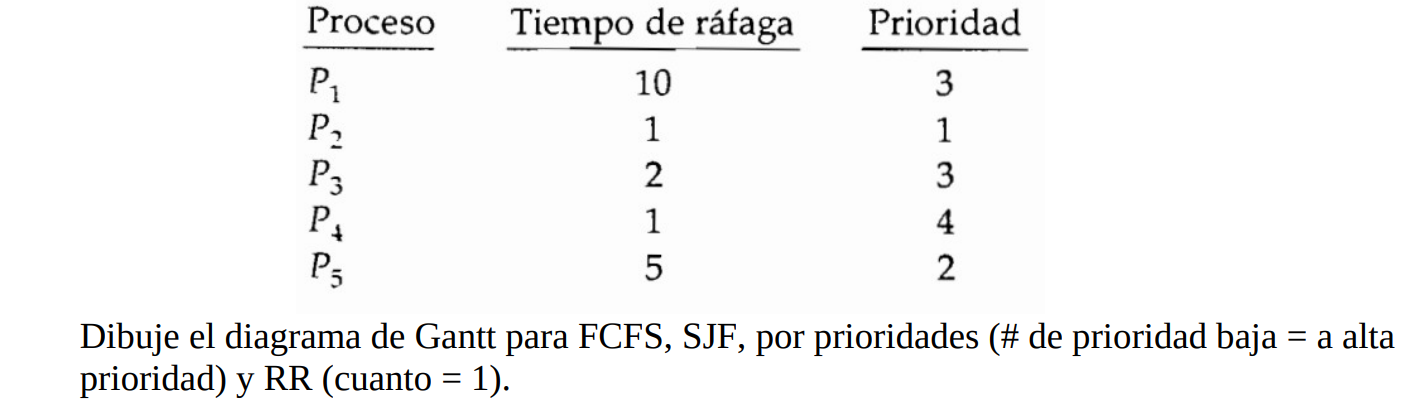 Proceso Tiempo de ráfaga Prioridad
P1 10 3
P2 1 1
P3 2 3
P4 1 4
P5 5 2
Dibuje el diagrama de Gantt para FCFS, SJF, por prioridades (# de prioridad baja = a alta
prioridad) y RR (cuanto = 1).